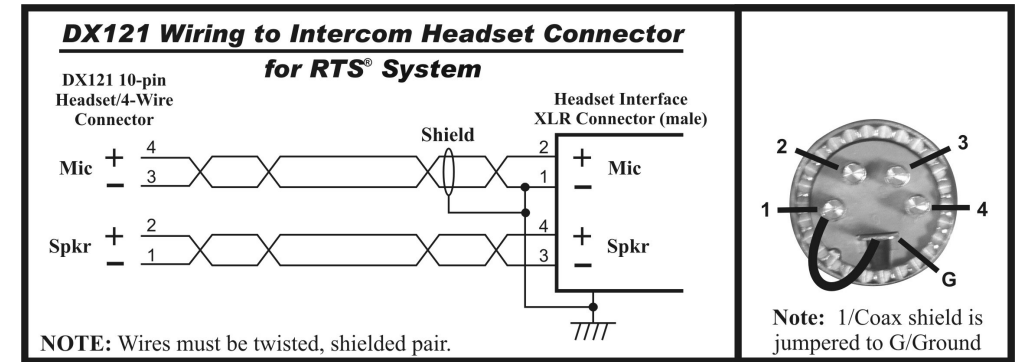 DX121 Wiring to Intercom Headset Connector
for RTS® System
DX121 10-pin
Headset/4-Wire
Connector
Headset Interface
XLR Connector (male)
Shield
Mic + 4
− 3
2 + Mic
1 −
Spkr + 2
− 1
4 + Spkr
3 −
NOTE: Wires must be twisted, shielded pair.
2
3
1
4
G
Note: 1/Coax shield is
jumpered to G/Ground